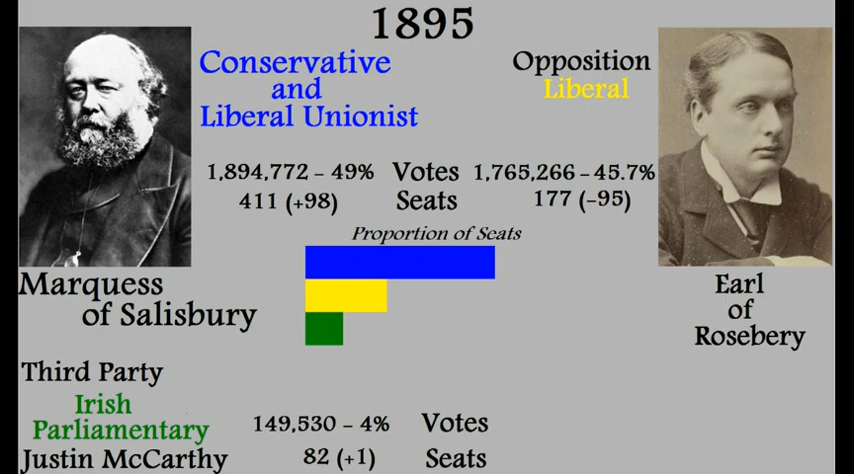 1895
Conservative
and
Liberal Unionist
Opposition
Liberal
1,894,772 – 49% Votes 1,765,266 – 45.7%
411 (+98) Seats 177 (-95)
Proportion of Seats
Marquess
of Salisbury
Earl
of
Rosebery
Third Party
Irish
Parliamentary
149,530 – 4% Votes
Justin McCarthy 82 (+1) Seats